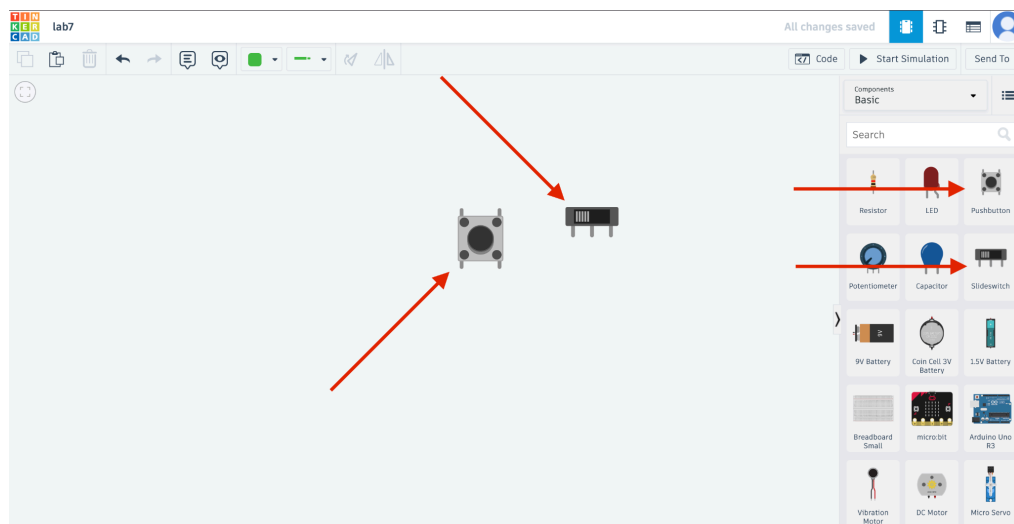 TIN
KER
CAD
lab7
All changes saved
Code
Start Simulation
Send To
Components
Basic
Search
Resistor
LED
Pushbutton
Potentiometer
Capacitor
Slideswitch
9V
9V Battery
Coin Cell 3V
Battery
1.5V Battery
Breadboard
Small
micro:bit
Arduino Uno
R3
Vibration
Motor
DC Motor
Micro Servo